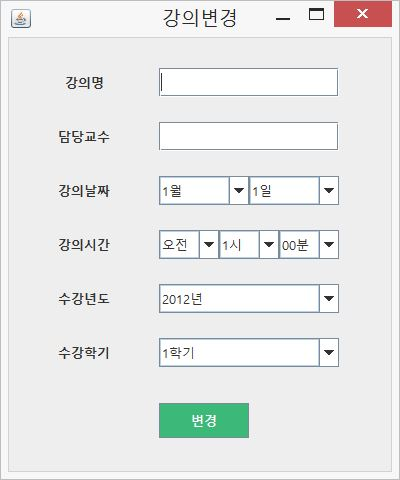 강의변경
강의명
담당교수
강의날짜 1월 1일
강의시간 오전 1시 00분
수강년도 2012년
수강학기 1학기
변경